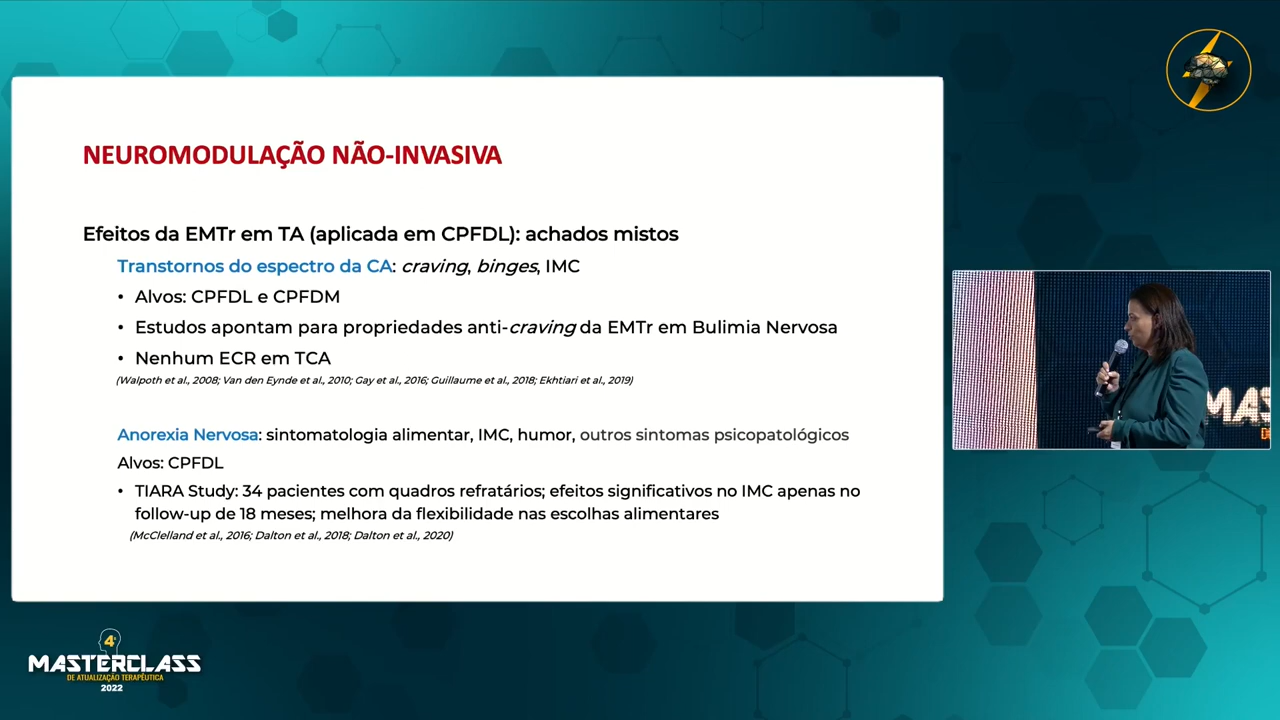 NEUROMODULAÇÃO NÃO-INVASIVA
Efeitos da EMTr em TA (aplicada em CPFDL): achados mistos
Transtornos do espectro da CA: craving, binges, IMC
• Alvos: CPFDL e CPFDM
• Estudos apontam para propriedades anti-craving da EMTr em Bulimia Nervosa
• Nenhum ECR em TCA
(Walpoth et al., 2008; Van den Eynde et al., 2010; Gay et al., 2016; Guillaume et al., 2018; Ekhtiari et al., 2019)
Anorexia Nervosa: sintomatologia alimentar, IMC, humor, outros sintomas psicopatológicos
Alvos: CPFDL
• TIARA Study: 34 pacientes com quadros refratários; efeitos significativos no IMC apenas no
follow-up de 18 meses; melhora da flexibilidade nas escolhas alimentares
(McClelland et al., 2016; Dalton et al., 2018; Dalton et al., 2020)
MAS
4ª
MASTERCLASS
DE ATUALIZAÇÃO TERAPÊUTICA
2022